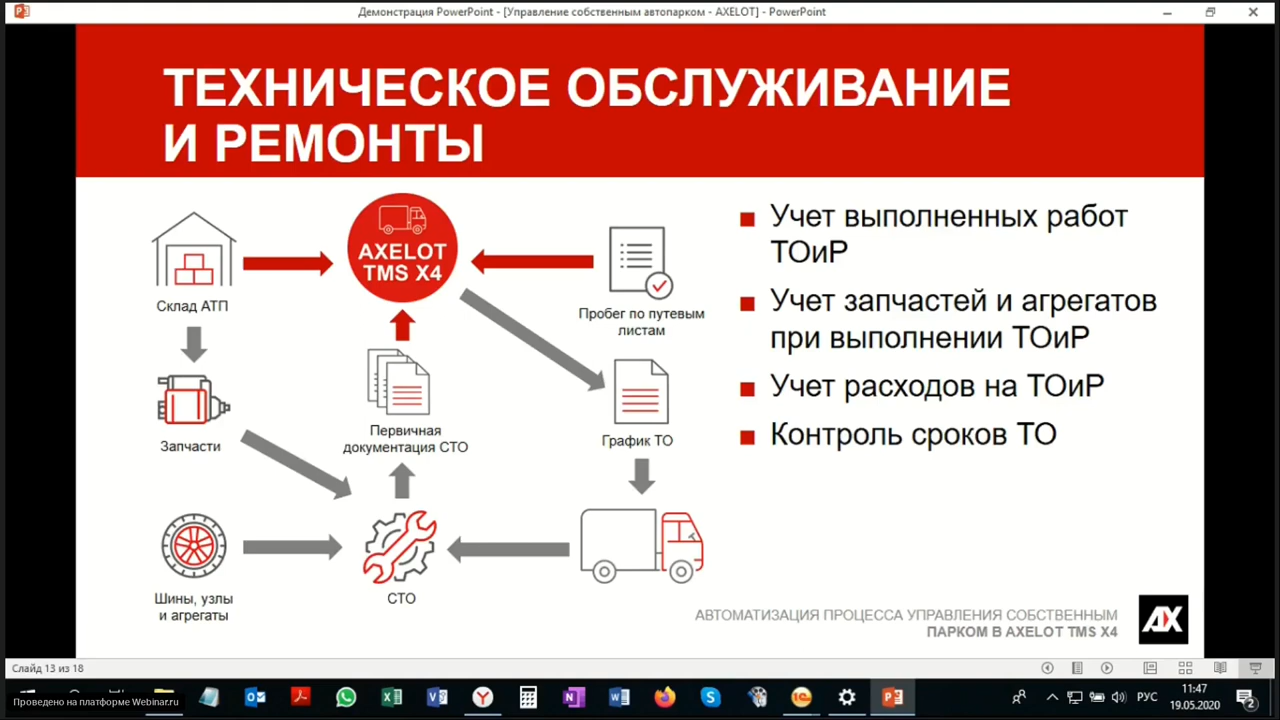 Демонстрация PowerPoint - [Управление собственным автопарком - AXELOT] - PowerPoint
ТЕХНИЧЕСКОЕ ОБСЛУЖИВАНИЕ
И РЕМОНТЫ
AXELOT
TMS X4
Склад АТП
Пробег по путевым
листам
Первичная
документация СТО
График ТО
Запчасти
Шины, узлы
и агрегаты
СТО
Учет выполненных работ
ТОиР
Учет запчастей и агрегатов
при выполнении ТОиР
Учет расходов на ТОиР
Контроль сроков ТО
АВТОМАТИЗАЦИЯ ПРОЦЕССА УПРАВЛЕНИЯ СОБСТВЕННЫМ
ПАРКОМ В AXELOT TMS X4
AX
Слайд 13 из 18
Проведено на платформе Webinar.ru
РУС
11:47
19.05.2020
2